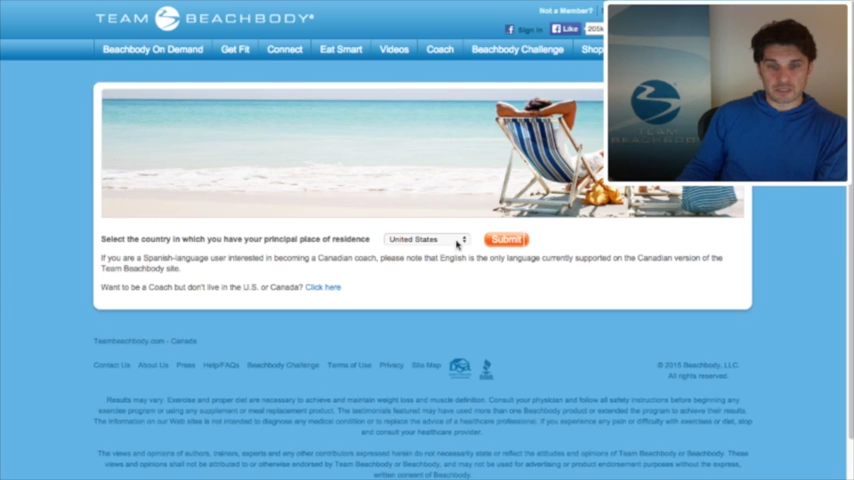 TEAM BEACHBODY®
Not a Member?
Sign in
Like
205k
Beachbody On Demand Get Fit Connect Eat Smart Videos Coach Beachbody Challenge Shop
TEAM
BEACHBODY
Select the country in which you have your principal place of residence United States Submit
If you are a Spanish-language user interested in becoming a Canadian coach, please note that English is the only language currently supported on the Canadian version of the
Team Beachbody site.
Want to be a Coach but don't live in the U.S. or Canada? Click here
Teambeachbody.com - Canada
Contact Us About Us Press Help/FAQs Beachbody Challenge Terms of Use Privacy Site Map
© 2015 Beachbody, LLC.
All rights reserved.
Results may vary. Exercise and proper diet are necessary to achieve and maintain weight loss and muscle definition. Consult your physician and follow all safety instructions before beginning any
exercise program or using any supplement or meal replacement product. The testimonials featured may have used more than one Beachbody product or extended the program to achieve their results.
The information on our Web sites is not intended to diagnose any medical condition or to replace the advice of a healthcare professional. If you experience any pain or difficulty with exercise or diet, stop
and consult your healthcare provider.
The views and opinions of authors, trainers, experts and any other contributors expressed herein do not necessarily state or reflect the attitudes and opinions of Team Beachbody or Beachbody. These
views and opinions shall not be attributed to or otherwise endorsed by Team Beachbody or Beachbody, and may not be used for advertising or product endorsement purposes without the express,
written consent of Beachbody.